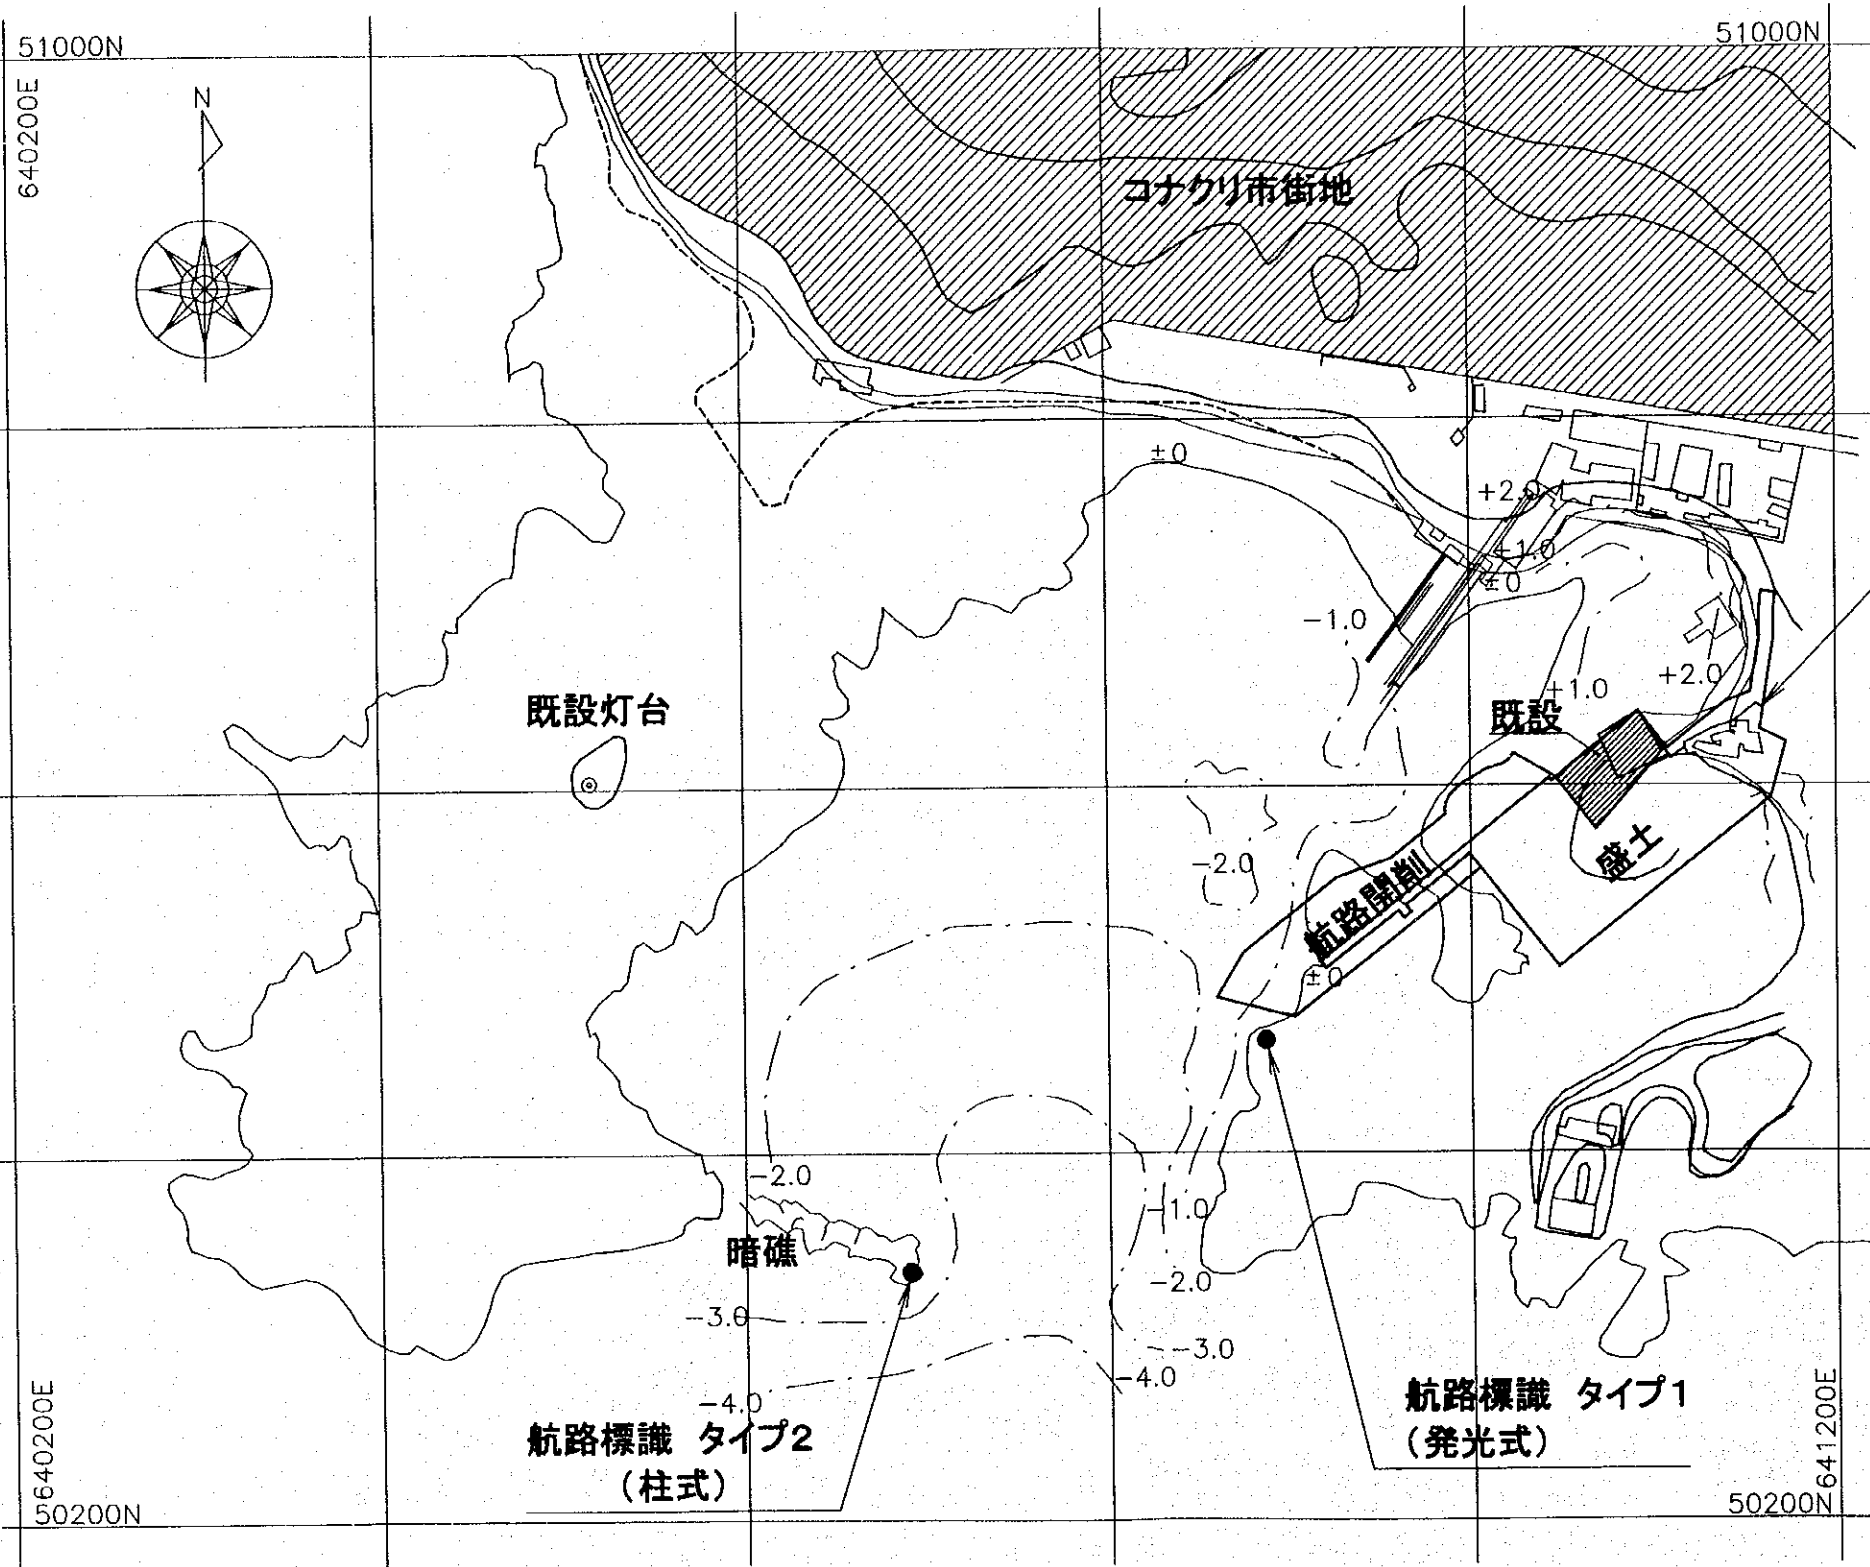 51000N
51000N
640200E
N
コナクリ市街地
±0
+2.0
+1.0
±0
-1.0
+2.0
+1.0
既設灯台
既設
盛土
-2.0
航路開削
±0
-2.0
-1.0
暗礁
-2.0
-3.0
-3.0
-4.0
-4.0
航路標識 タイプ1
(発光式)
航路標識 タイプ2
(柱式)
640200E
641200E
50200N
50200N